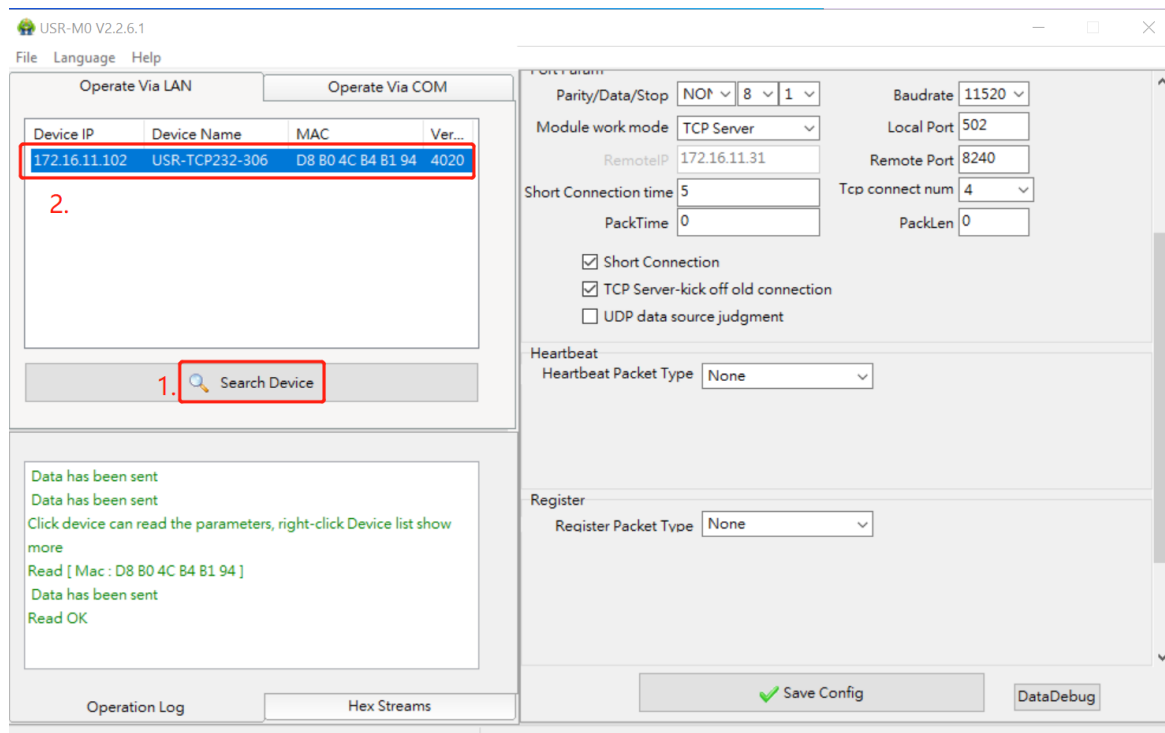 USR-M0 V2.2.6.1
File Language Help
Operate Via LAN
Operate Via COM
Device IP Device Name MAC Ver...
172.16.11.102 USR-TCP232-306 D8 B0 4C B4 B1 94 4020
2.
1.
Search Device
Data has been sent
Data has been sent
Click device can read the parameters, right-click Device list show
more
Read [ Mac : D8 B0 4C B4 B1 94 ]
Data has been sent
Read OK
Operation Log
Hex Streams
Port Param
Parity/Data/Stop NON 8 1 Baudrate 11520
Module work mode TCP Server Local Port 502
RemoteIP 172.16.11.31 Remote Port 8240
Short Connection time 5 Tcp connect num 4
PackTime 0 PackLen 0
Short Connection
TCP Server-kick off old connection
UDP data source judgment
Heartbeat
Heartbeat Packet Type None
Register
Register Packet Type None
Save Config
DataDebug